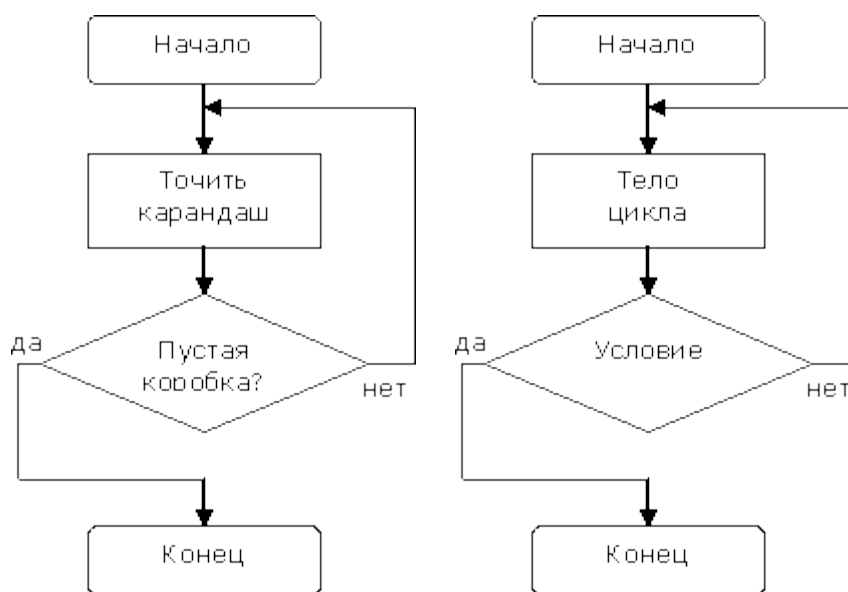 Начало
Точить
карандаш
да
Пустая
коробка?
нет
Конец
Начало
Тело
цикла
да
Условие
нет
Конец